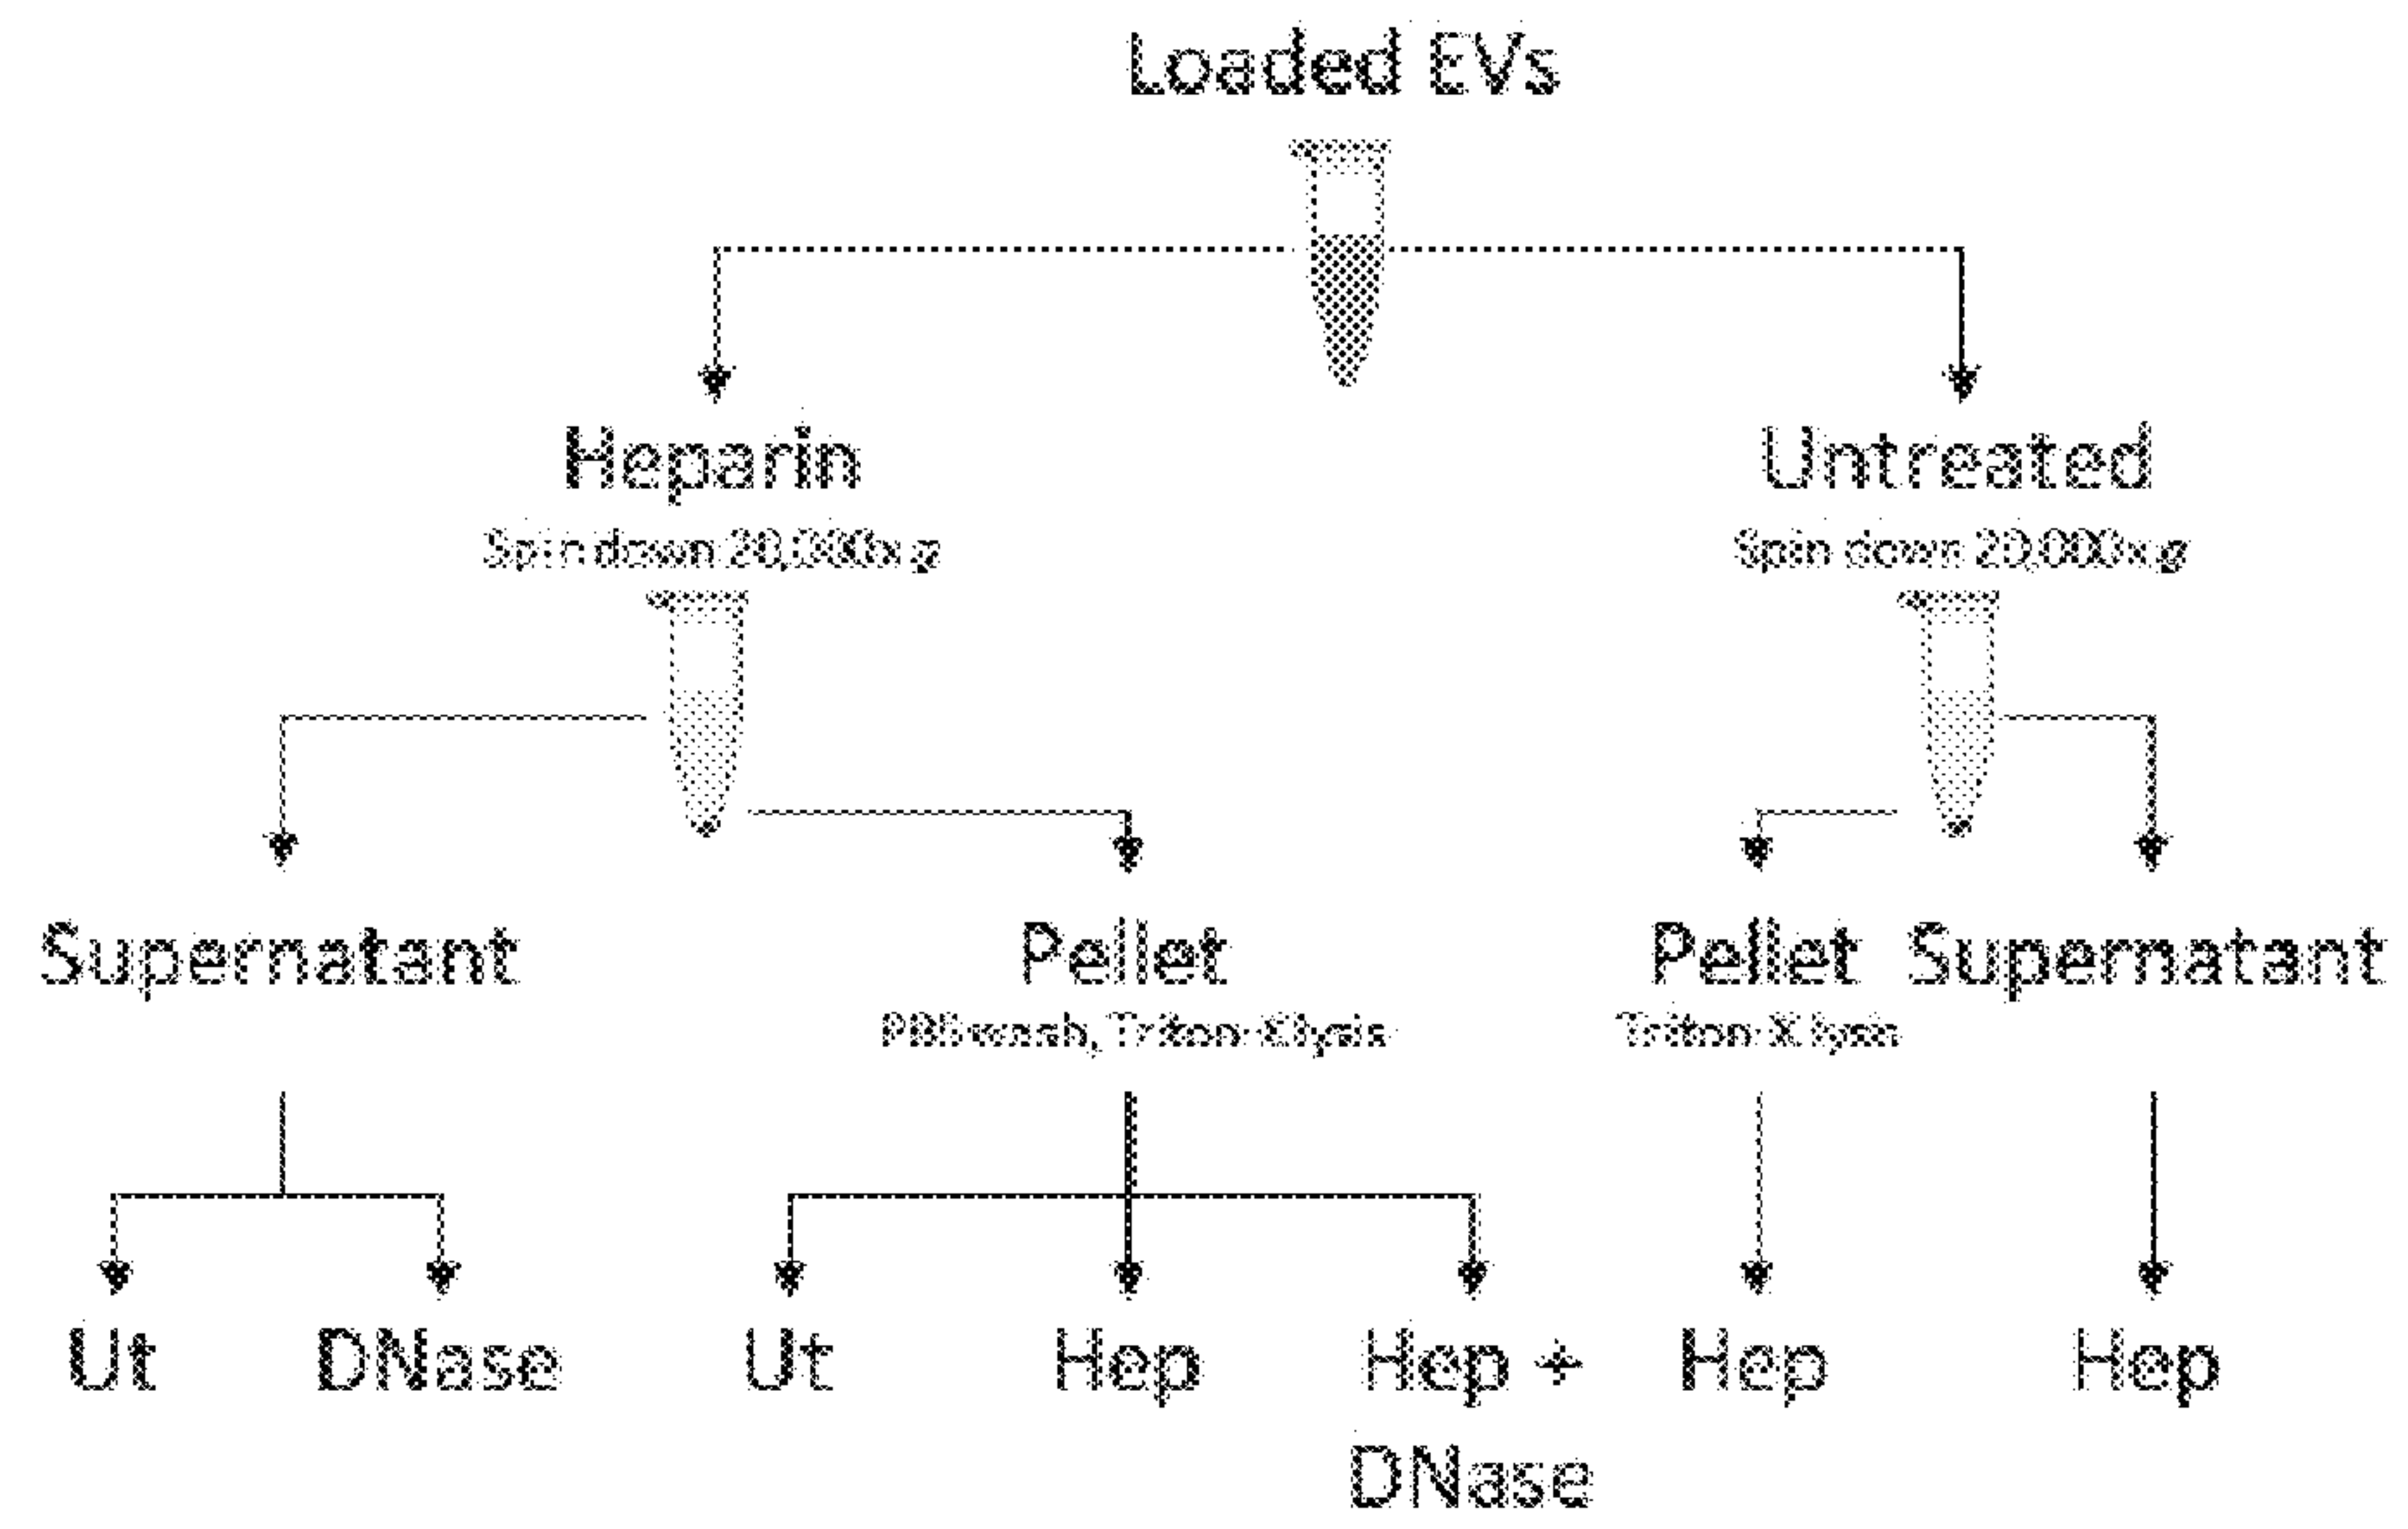 Loaded EVs
Heparin
Untreated
Spin down 20,000x g
Spin down 20,000x g
Supernatant
Pellet
Pellet
Supernatant
PBS wash, Triton-X lysis
Triton-X lysis
Ut
DNase
Ut
Hep
Hep +
DNase
Hep
Hep